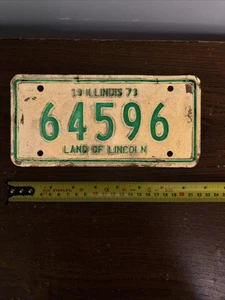 19 ILLINOIS 73
64596
LAND OF LINCOLN